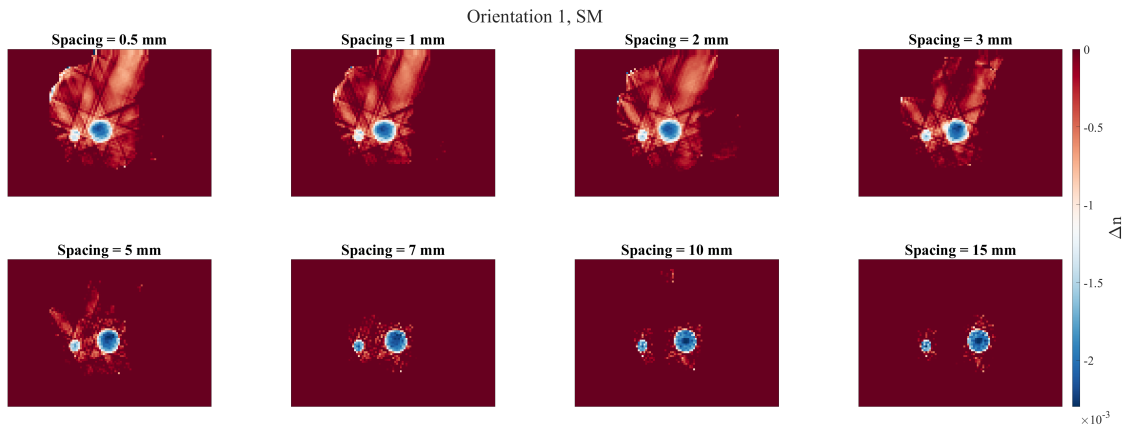 Orientation 1, SM
Spacing = 0.5 mm
Spacing = 1 mm
Spacing = 2 mm
Spacing = 3 mm
0
-0.5
-1
-1.5
-2
Δn
×10⁻³
Spacing = 5 mm
Spacing = 7 mm
Spacing = 10 mm
Spacing = 15 mm